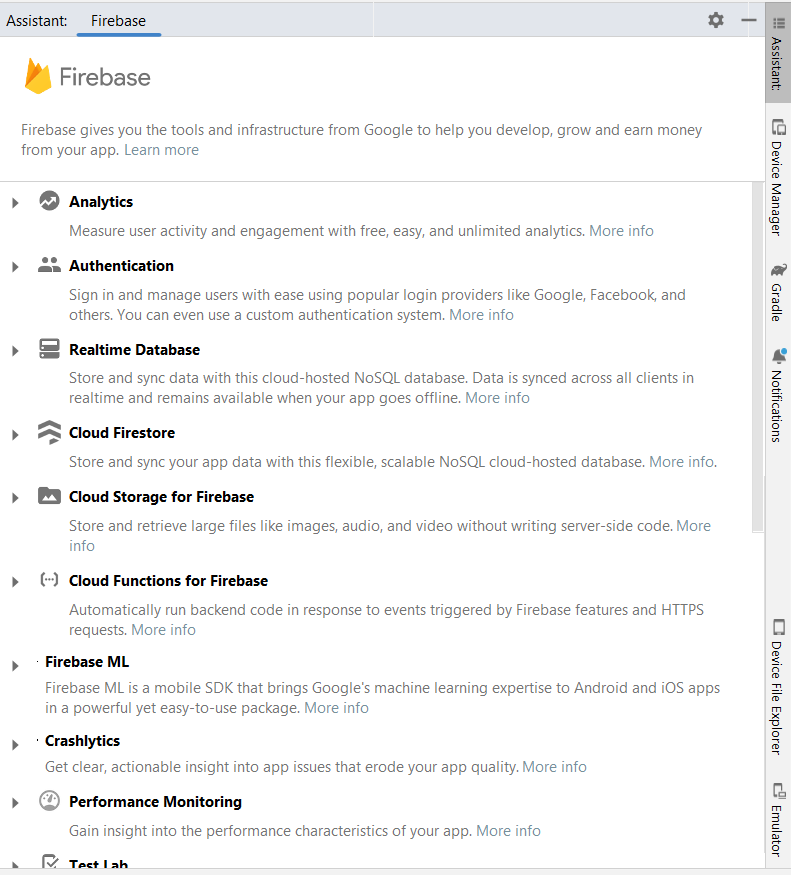 Assistant: Firebase
Firebase
Firebase gives you the tools and infrastructure from Google to help you develop, grow and earn money
from your app. Learn more
Analytics
Measure user activity and engagement with free, easy, and unlimited analytics. More info
Authentication
Sign in and manage users with ease using popular login providers like Google, Facebook, and
others. You can even use a custom authentication system. More info
Realtime Database
Store and sync data with this cloud-hosted NoSQL database. Data is synced across all clients in
realtime and remains available when your app goes offline. More info
Cloud Firestore
Store and sync your app data with this flexible, scalable NoSQL cloud-hosted database. More info.
Cloud Storage for Firebase
Store and retrieve large files like images, audio, and video without writing server-side code. More
info
Cloud Functions for Firebase
Automatically run backend code in response to events triggered by Firebase features and HTTPS
requests. More info
Firebase ML
Firebase ML is a mobile SDK that brings Google's machine learning expertise to Android and iOS apps
in a powerful yet easy-to-use package. More info
Crashlytics
Get clear, actionable insight into app issues that erode your app quality. More info
Performance Monitoring
Gain insight into the performance characteristics of your app. More info
Test Lab
Assistant:
Device Manager
Gradle
Notifications
Device File Explorer
Emulator